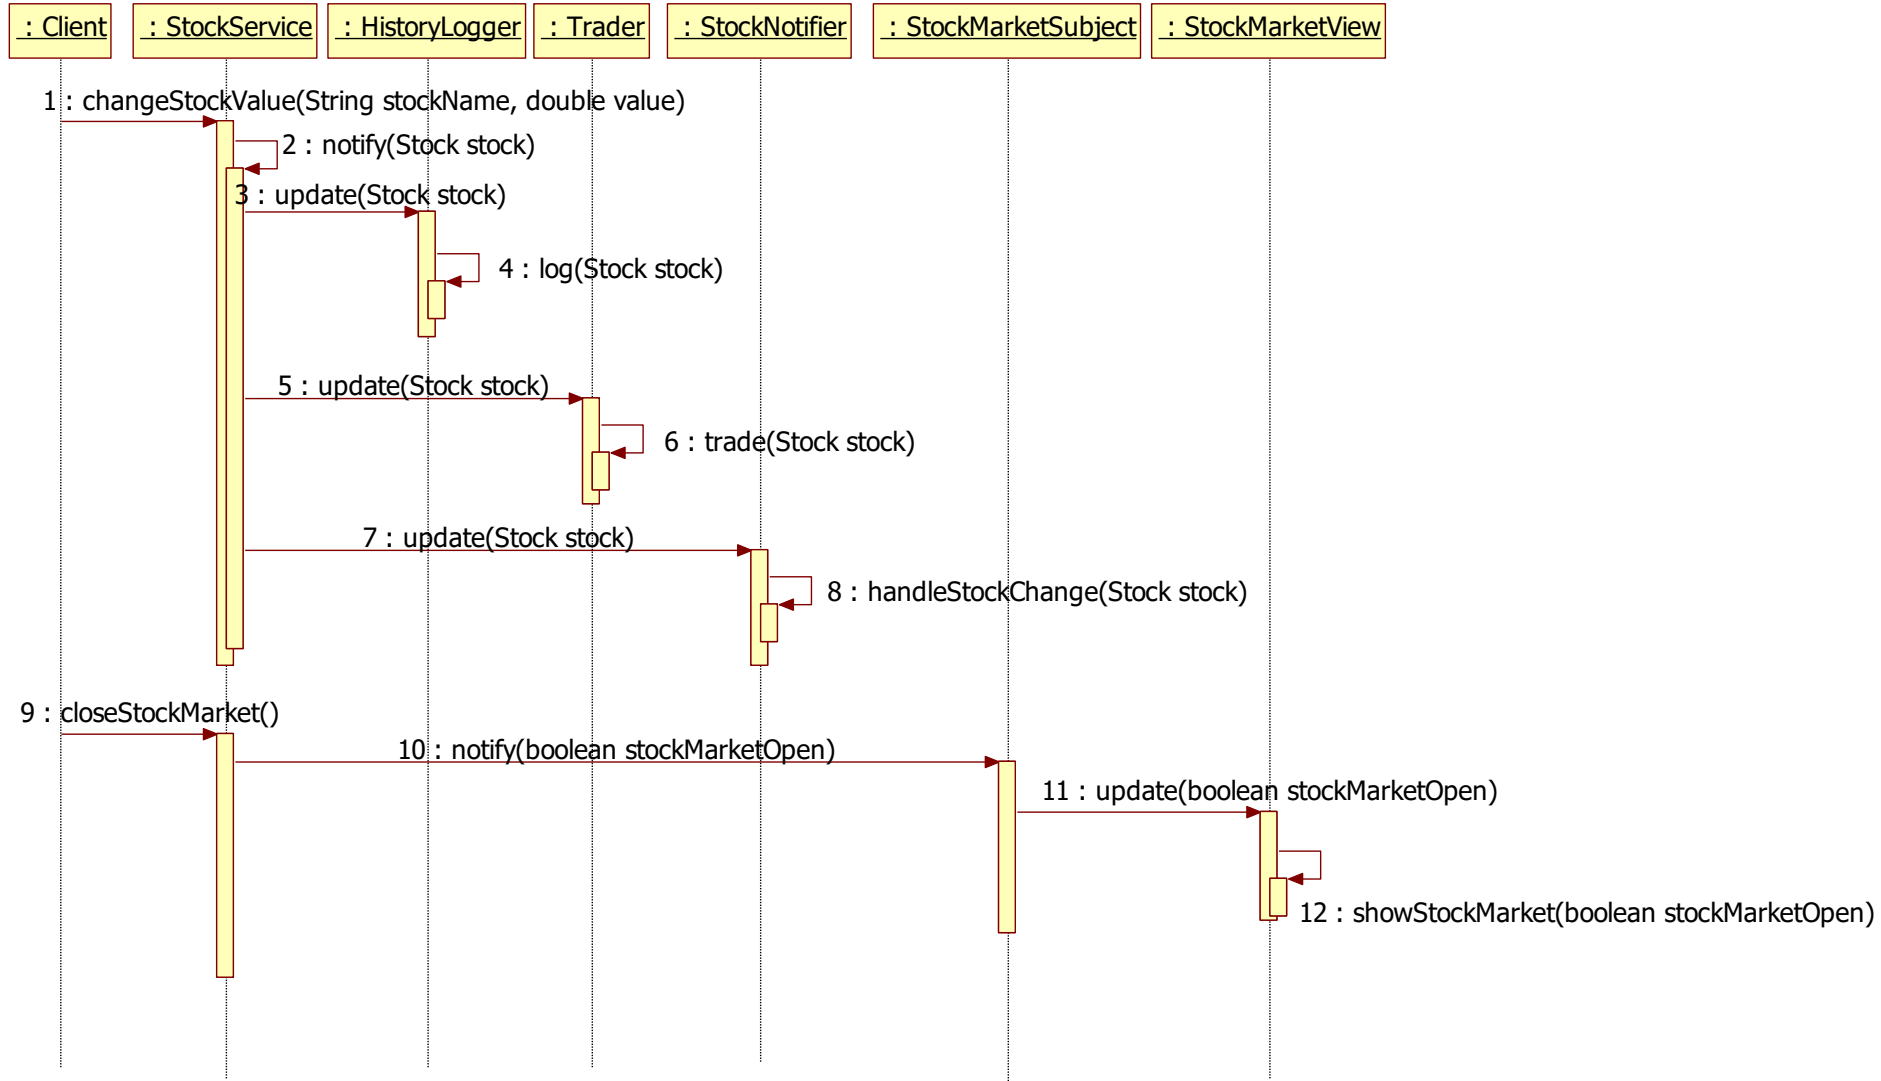 : Client
: StockService
: HistoryLogger
: Trader
: StockNotifier
: StockMarketSubject
: StockMarketView
1 : changeStockValue(String stockName, double value)
2 : notify(Stock stock)
3 : update(Stock stock)
4 : log(Stock stock)
5 : update(Stock stock)
6 : trade(Stock stock)
7 : update(Stock stock)
8 : handleStockChange(Stock stock)
9 : closeStockMarket()
10 : notify(boolean stockMarketOpen)
11 : update(boolean stockMarketOpen)
12 : showStockMarket(boolean stockMarketOpen)